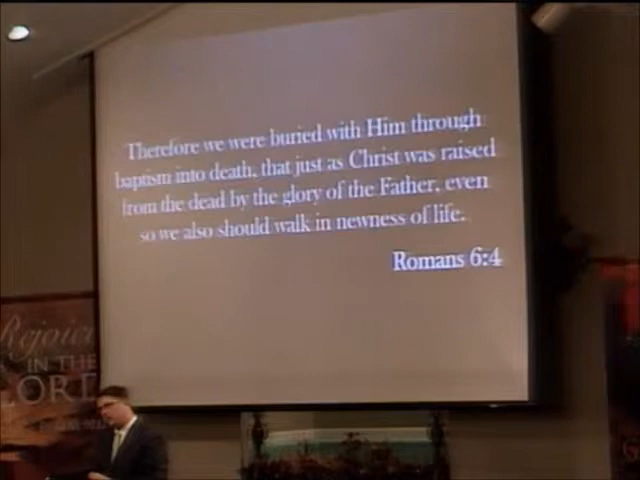 Therefore we were buried with Him through
baptism into death, that just as Christ was raised
from the dead by the glory of the Father, even
so we also should walk in newness of life.
Romans 6:4
Rejoice
IN THE
LORD